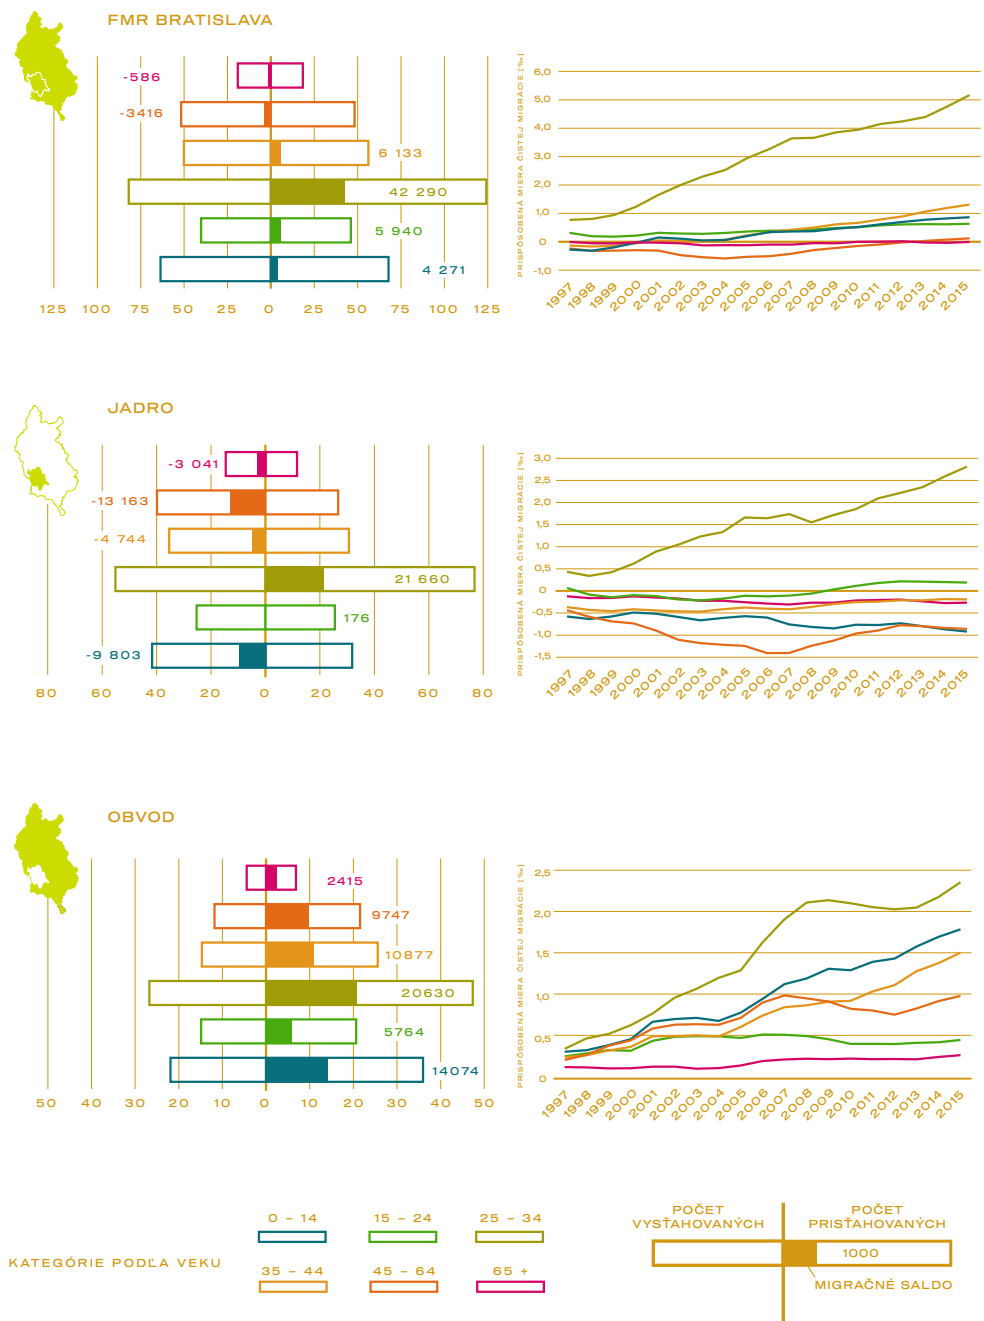 FMR BRATISLAVA
-586
-3416
6 133
42 290
5 940
4 271
125 100 75 50 25 0 25 50 75 100 125
PRISPÔSOBENÁ MIERA ČISTEJ MIGRÁCIE [‰]
6,0
5,0
4,0
3,0
2,0
1,0
0
-1,0
1997 1998 1999 2000 2001 2002 2003 2004 2005 2006 2007 2008 2009 2010 2011 2012 2013 2014 2015
JADRO
-3 041
-13 163
-4 744
21 660
176
-9 803
80 60 40 20 0 20 40 60 80
PRISPÔSOBENÁ MIERA ČISTEJ MIGRÁCIE [‰]
3,0
2,5
2,0
1,5
1,0
0,5
0
-0,5
-1,0
-1,5
1997 1998 1999 2000 2001 2002 2003 2004 2005 2006 2007 2008 2009 2010 2011 2012 2013 2014 2015
OBVOD
2415
9747
10877
20630
5764
14074
50 40 30 20 10 0 10 20 30 40 50
PRISPÔSOBENÁ MIERA ČISTEJ MIGRÁCIE [‰]
2,5
2,0
1,5
1,0
0,5
0
1997 1998 1999 2000 2001 2002 2003 2004 2005 2006 2007 2008 2009 2010 2011 2012 2013 2014 2015
KATEGÓRIE PODĽA VEKU
0 – 14 15 – 24 25 – 34
35 – 44 45 – 64 65 +
POČET
VYSŤAHOVANÝCH
POČET
PRISŤAHOVANÝCH
1000
MIGRAČNÉ SALDO